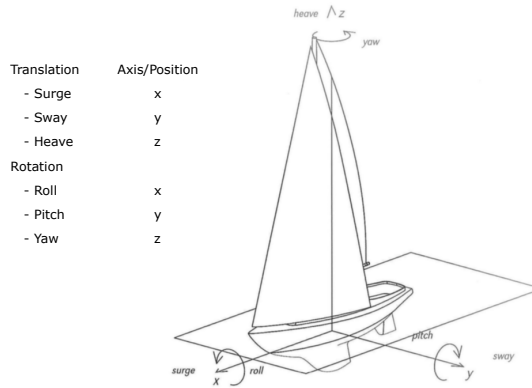 heave z
yaw
Translation Axis/Position
- Surge x
- Sway y
- Heave z
Rotation
- Roll x
- Pitch y
- Yaw z
pitch
sway
surge roll
x
y